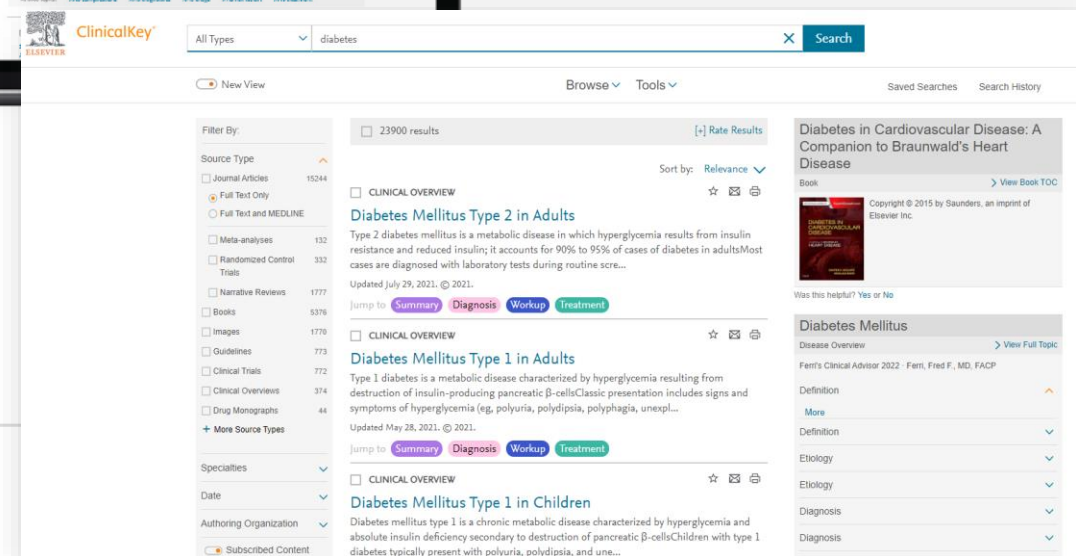 ELSEVIER
ClinicalKey
All Types
diabetes
Search
New View
Browse
Tools
Saved Searches
Search History
Filter By:
Source Type
Journal Articles 15244
Full Text Only
Full Text and MEDLINE
Meta-analyses 132
Randomized Control 332
Trials
Narrative Reviews 1777
Books 5376
Images 1770
Guidelines 773
Clinical Trials 772
Clinical Overviews 374
Drug Monographs 44
+ More Source Types
Specialties
Date
Authoring Organization
Subscribed Content
23900 results
[+] Rate Results
Sort by: Relevance
CLINICAL OVERVIEW
Diabetes Mellitus Type 2 in Adults
Type 2 diabetes mellitus is a metabolic disease in which hyperglycemia results from insulin
resistance and reduced insulin; it accounts for 90% to 95% of cases of diabetes in adultsMost
cases are diagnosed with laboratory tests during routine scre...
Updated July 29, 2021. © 2021.
Jump to Summary Diagnosis Workup Treatment
CLINICAL OVERVIEW
Diabetes Mellitus Type 1 in Adults
Type 1 diabetes is a metabolic disease characterized by hyperglycemia resulting from
destruction of insulin-producing pancreatic β-cellsClassic presentation includes signs and
symptoms of hyperglycemia (eg, polyuria, polydipsia, polyphagia, unexpl...
Updated May 28, 2021. © 2021.
Jump to Summary Diagnosis Workup Treatment
CLINICAL OVERVIEW
Diabetes Mellitus Type 1 in Children
Diabetes mellitus type 1 is a chronic metabolic disease characterized by hyperglycemia and
absolute insulin deficiency secondary to destruction of pancreatic β-cellsChildren with type 1
diabetes typically present with polyuria, polydipsia, and une...
Diabetes in Cardiovascular Disease: A
Companion to Braunwald's Heart
Disease
Book
View Book TOC
DIABETES IN
CARDIOVASCULAR
DISEASE
Copyright © 2015 by Saunders, an imprint of
Elsevier Inc.
Was this helpful? Yes or No
Diabetes Mellitus
Disease Overview
View Full Topic
Ferri's Clinical Advisor 2022 - Ferri, Fred F., MD, FACP
Definition
More
Definition
Etiology
Etiology
Diagnosis
Diagnosis